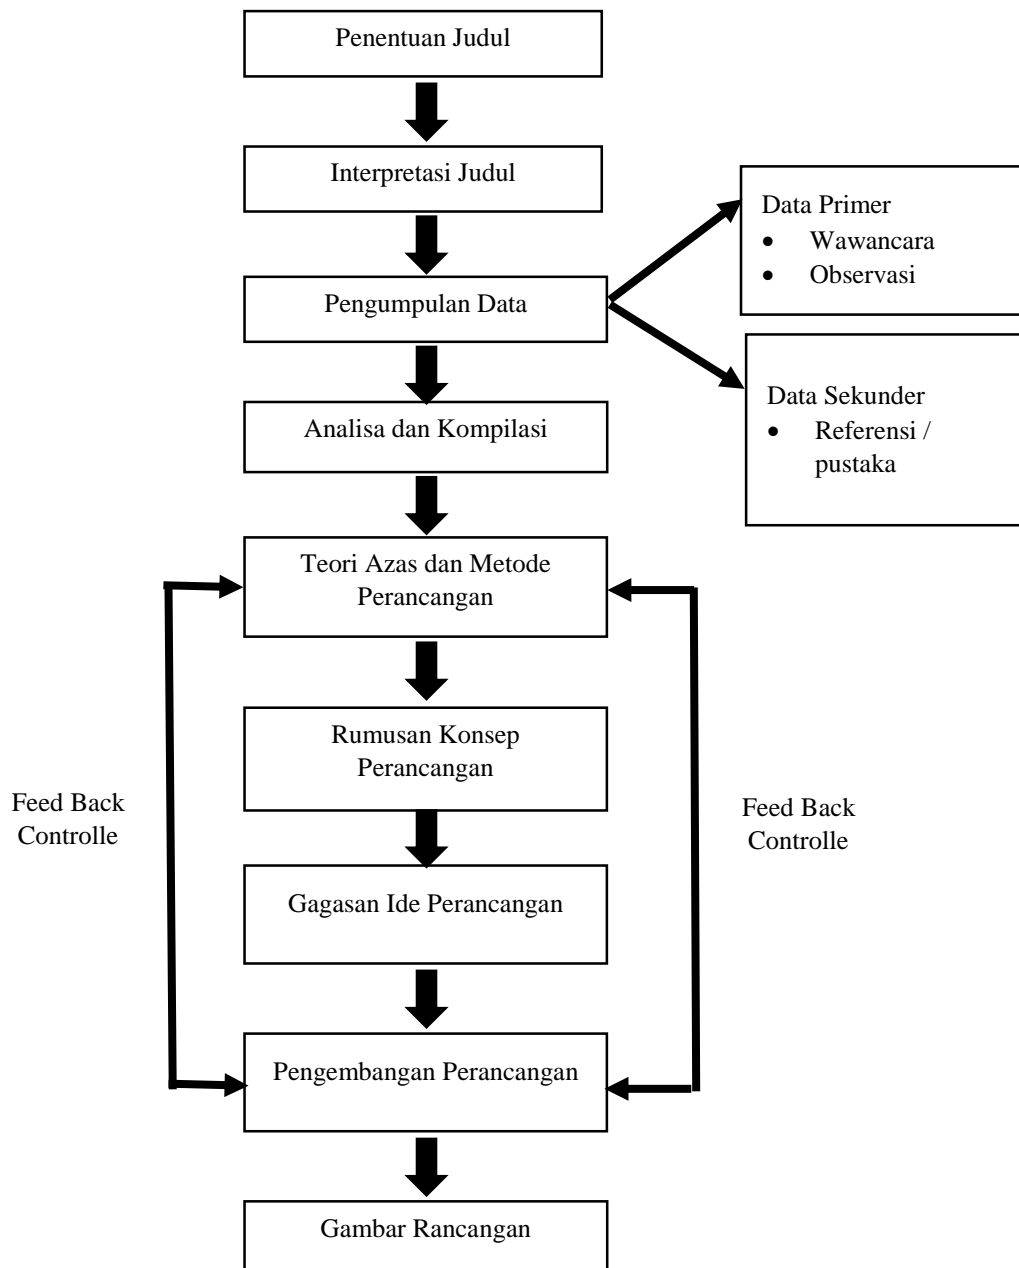 Penentuan Judul
Interpretasi Judul
Data Primer
• Wawancara
• Observasi
Pengumpulan Data
Data Sekunder
• Referensi /
pustaka
Analisa dan Kompilasi
Teori Azas dan Metode
Perancangan
Rumusan Konsep
Perancangan
Feed Back
Controlle
Feed Back
Controlle
Gagasan Ide Perancangan
Pengembangan Perancangan
Gambar Rancangan